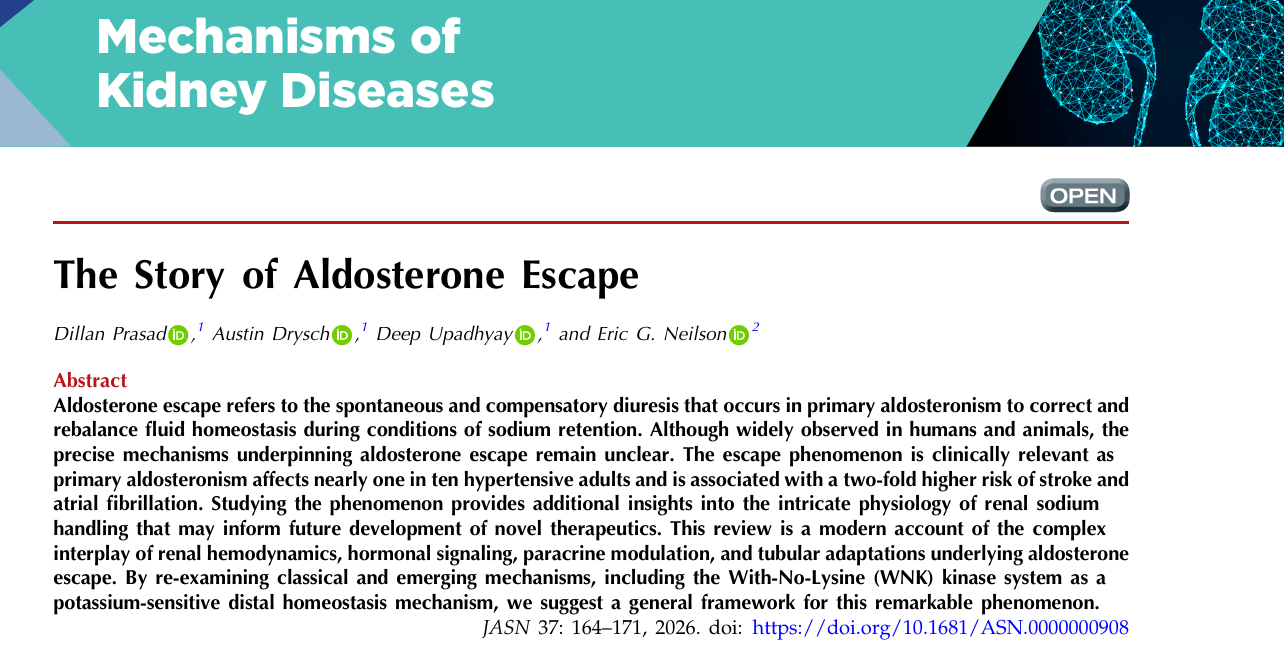 Mechanisms of
Kidney Diseases
OPEN
The Story of Aldosterone Escape
Dillan Prasad iD,1 Austin Drysch iD,1 Deep Upadhyay iD,1 and Eric G. Neilson iD 2
Abstract
Aldosterone escape refers to the spontaneous and compensatory diuresis that occurs in primary aldosteronism to correct and
rebalance fluid homeostasis during conditions of sodium retention. Although widely observed in humans and animals, the
precise mechanisms underpinning aldosterone escape remain unclear. The escape phenomenon is clinically relevant as
primary aldosteronism affects nearly one in ten hypertensive adults and is associated with a two-fold higher risk of stroke and
atrial fibrillation. Studying the phenomenon provides additional insights into the intricate physiology of renal sodium
handling that may inform future development of novel therapeutics. This review is a modern account of the complex
interplay of renal hemodynamics, hormonal signaling, paracrine modulation, and tubular adaptations underlying aldosterone
escape. By re-examining classical and emerging mechanisms, including the With-No-Lysine (WNK) kinase system as a
potassium-sensitive distal homeostasis mechanism, we suggest a general framework for this remarkable phenomenon.
JASN 37: 164–171, 2026. doi: https://doi.org/10.1681/ASN.0000000908